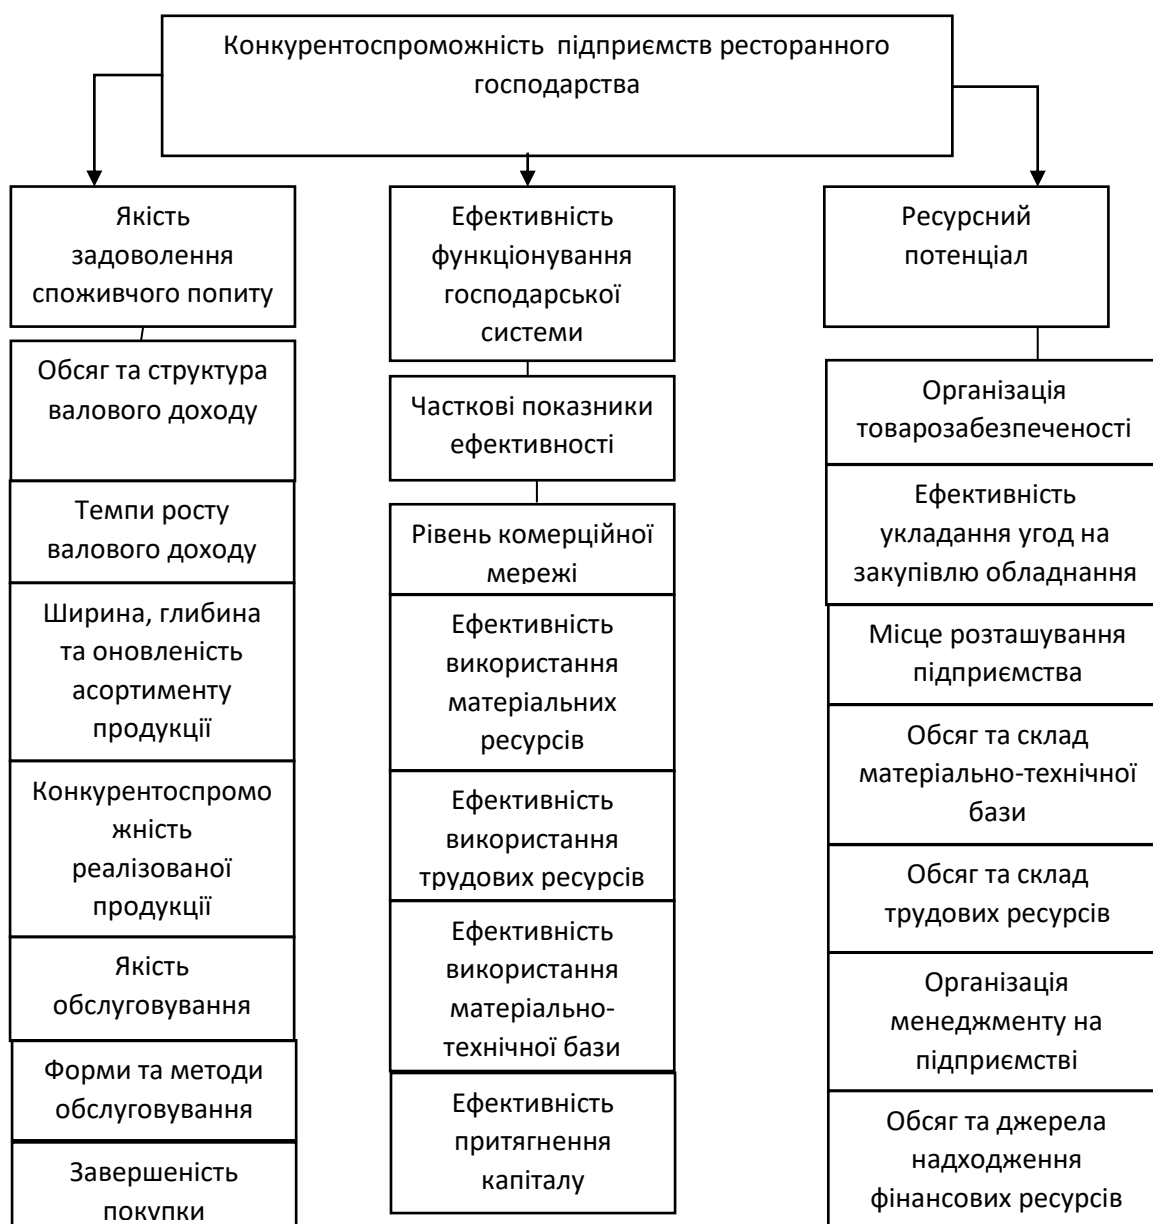 Конкурентоспроможність підприємств ресторанного
господарства
Якість
задоволення
споживчого попиту
Обсяг та структура
валового доходу
Темпи росту
валового доходу
Ширина, глибина
та оновленість
асортименту
продукції
Конкурентоспромо
жність
реалізованої
продукції
Якість
обслуговування
Форми та методи
обслуговування
Завершеність
покупки
Ефективність
функціонування
господарської
системи
Часткові показники
ефективності
Рівень комерційної
мережі
Ефективність
використання
матеріальних
ресурсів
Ефективність
використання
трудових ресурсів
Ефективність
використання
матеріально-
технічної бази
Ефективність
притягнення
капіталу
Ресурсний
потенціал
Організація
товарозабезпеченості
Ефективність
укладання угод на
закупівлю обладнання
Місце розташування
підприємства
Обсяг та склад
матеріально-технічної
бази
Обсяг та склад
трудових ресурсів
Організація
менеджменту на
підприємстві
Обсяг та джерела
надходження
фінансових ресурсів